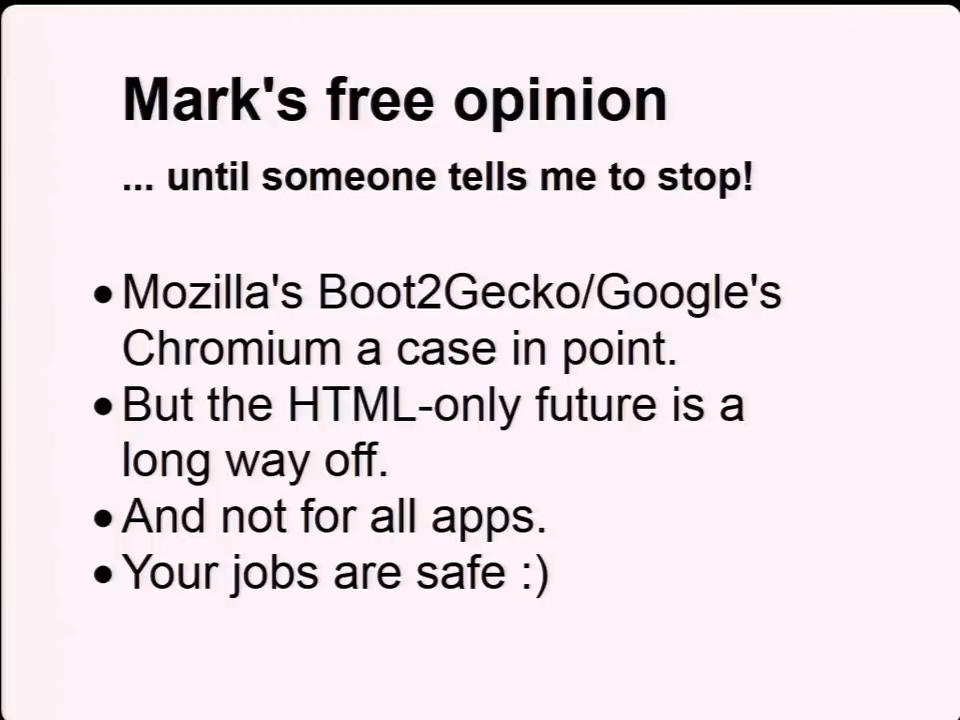 Mark's free opinion
... until someone tells me to stop!
•Mozilla's Boot2Gecko/Google's
Chromium a case in point.
•But the HTML-only future is a
long way off.
•And not for all apps.
•Your jobs are safe :)